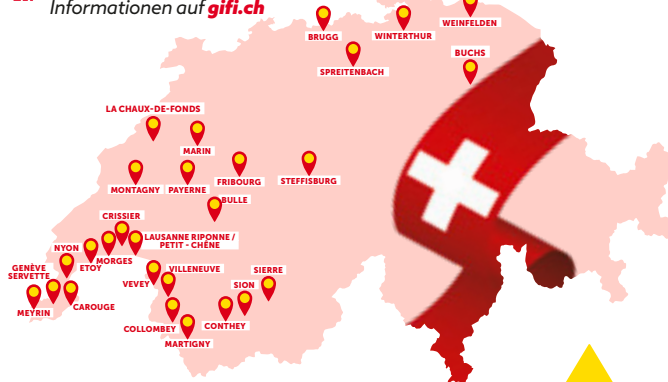 Informationen auf gifi.ch
WEINFELDEN
BRUGG
WINTERTHUR
BUCHS
SPREITENBACH
LA CHAUX-DE-FONDS
MARIN
MONTAGNY
PAYERNE
FRIBOURG
STEFFISBURG
BULLE
CRISSIER
LAUSANNE RIPONNE /
PETIT - CHÊNE
NYON
MORGES
ETOY
GENÈVE
SERVETTE
VILLENEUVE
SIERRE
VEVEY
SION
MEYRIN
CAROUGE
COLLOMBEY
CONTHEY
MARTIGNY